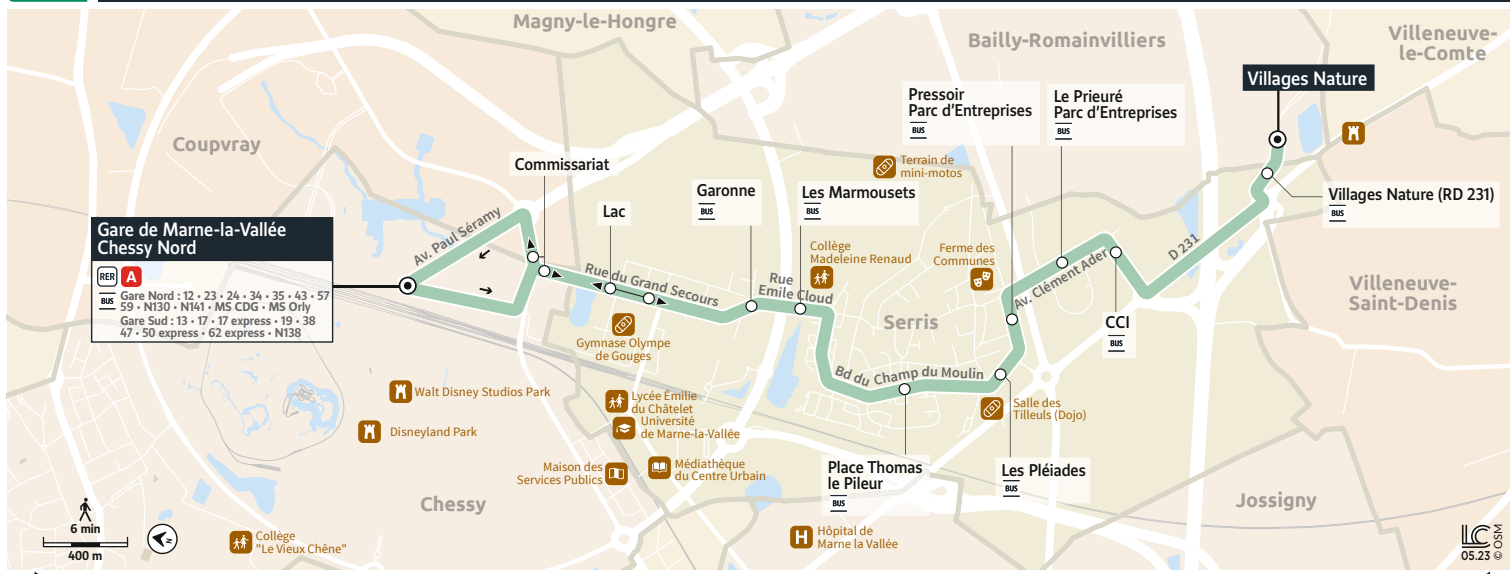 Magny-le-Hongre
Bailly-Romainvilliers
Villeneuve-
le-Comte
Villages Nature
Pressoir
Parc d'Entreprises
BUS
Le Prieuré
Parc d'Entreprises
BUS
Coupvray
Commissariat
Terrain de
mini-motos
Garonne
BUS
Les Marmousets
BUS
Villages Nature (RD 231)
BUS
Lac
Av. Paul Séramy
Gare de Marne-la-Vallée
Chessy Nord
RER A
BUS Gare Nord : 12 • 23 • 24 • 34 • 35 • 43 • 57
59 • N130 • N141 • MS CDG • MS Orly
Gare Sud : 13 • 17 • 17 express • 19 • 38
47 • 50 express • 62 express • N138
Collège
Madeleine Renaud
Ferme des
Communes
D 231
Rue du Grand Secours
Rue
Emile Cloud
Av. Clément Ader
Villeneuve-
Saint-Denis
Serris
CCI
BUS
Gymnase Olympe
de Gouges
Bd du Champ du Moulin
Walt Disney Studios Park
Lycée Émilie
du Châtelet
Université
de Marne-la-Vallée
Salle des
Tilleuls (Dojo)
Disneyland Park
Maison des
Services Publics
Médiathèque
du Centre Urbain
Place Thomas
le Pileur
BUS
Les Pléiades
BUS
Chessy
Jossigny
6 min
400 m
N
Collège
"Le Vieux Chêne"
H
Hôpital de
Marne la Vallée
LC
05.23
© OSM